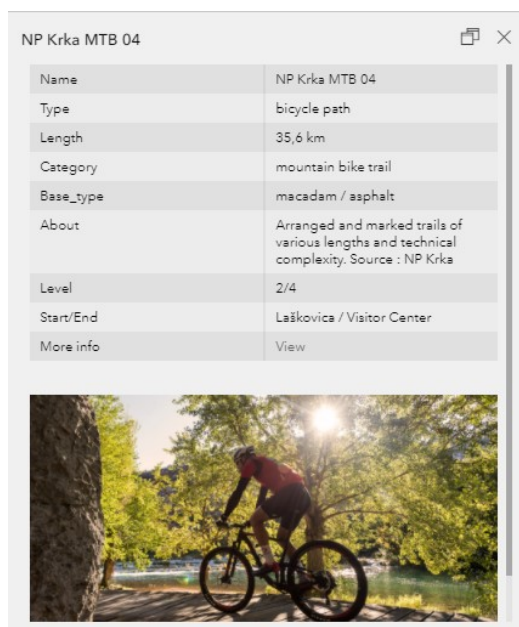 NP Krka MTB 04
Name NP Krka MTB 04
Type bicycle path
Length 35,6 km
Category mountain bike trail
Base_type macadam / asphalt
About Arranged and marked trails of
various lengths and technical
complexity. Source : NP Krka
Level 2/4
Start/End Laškovica / Visitor Center
More info View